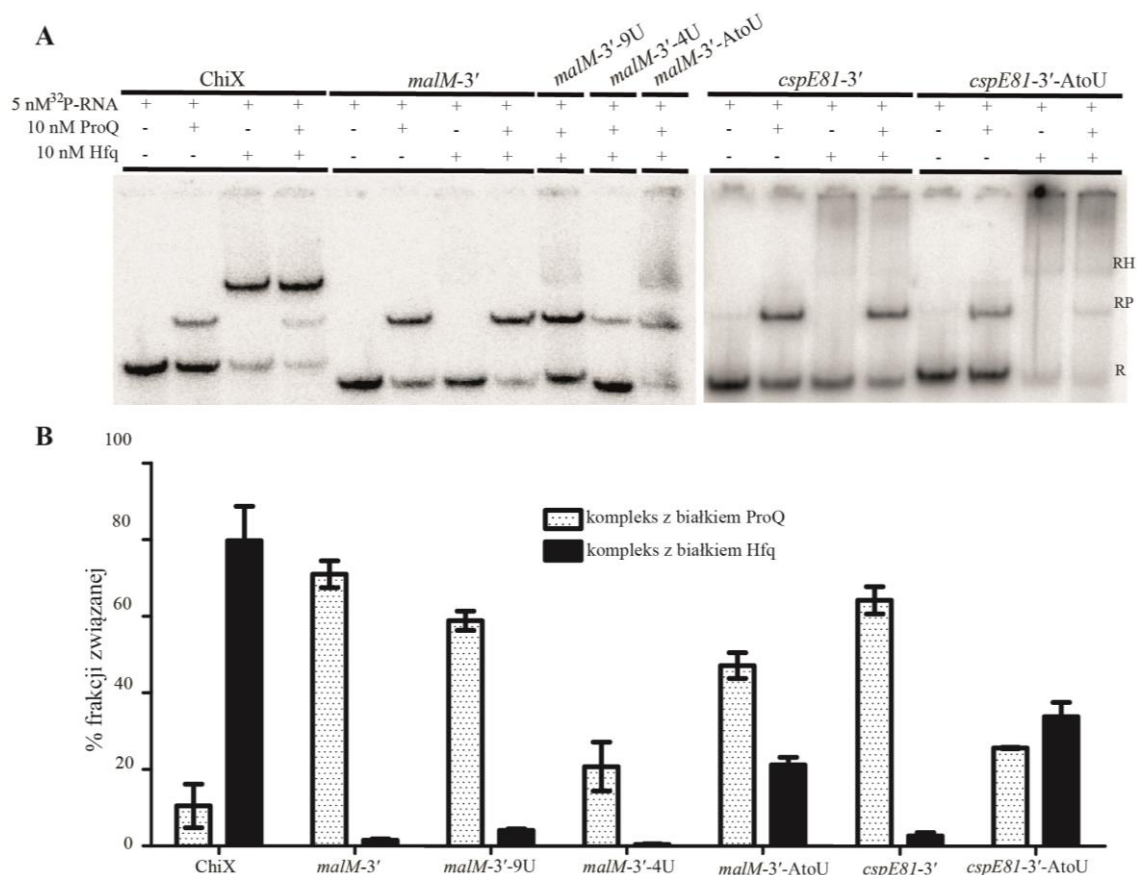 A
ChiX malM-3′ malM-3′-9U malM-3′-4U malM-3′-AtoU cspE81-3′ cspE81-3′-AtoU
5 nM³²P-RNA + + + + + + + + + + + + + + + + + + +
10 nM ProQ - + - + - + - + + + + - + - + - + - +
10 nM Hfq - - + + - - + + + + + - - + + - - + +
RH
RP
R
B
100
80
60
40
20
0
% frakcji związanej
kompleks z białkiem ProQ
kompleks z białkiem Hfq
ChiX malM-3′ malM-3′-9U malM-3′-4U malM-3′-AtoU cspE81-3′ cspE81-3′-AtoU